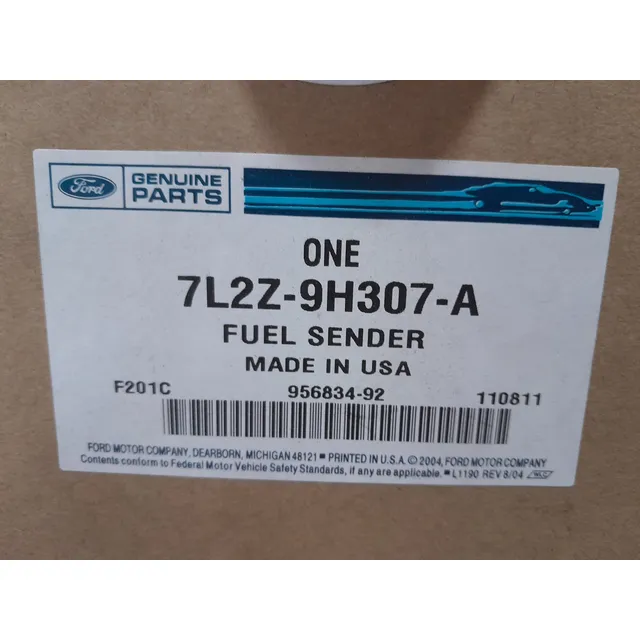 Ford
GENUINE
PARTS
ONE
7L2Z-9H307-A
FUEL SENDER
MADE IN USA
F201C 956834-92 110811
FORD MOTOR COMPANY, DEARBORN, MICHIGAN 48121 ■ PRINTED IN U.S.A. © 2004, FORD MOTOR COMPANY
Contents conform to Federal Motor Vehicle Safety Standards, if any are applicable. ■ L1190 REV 8/04